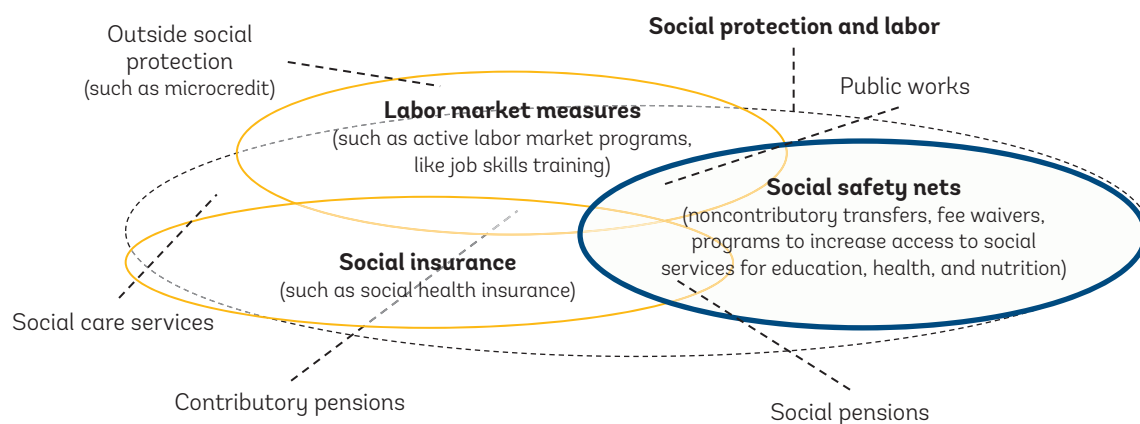 Outside social
protection
(such as microcredit)
Social protection and labor
Public works
Labor market measures
(such as active labor market programs,
like job skills training)
Social safety nets
(noncontributory transfers, fee waivers,
programs to increase access to social
services for education, health, and nutrition)
Social insurance
(such as social health insurance)
Social care services
Contributory pensions
Social pensions